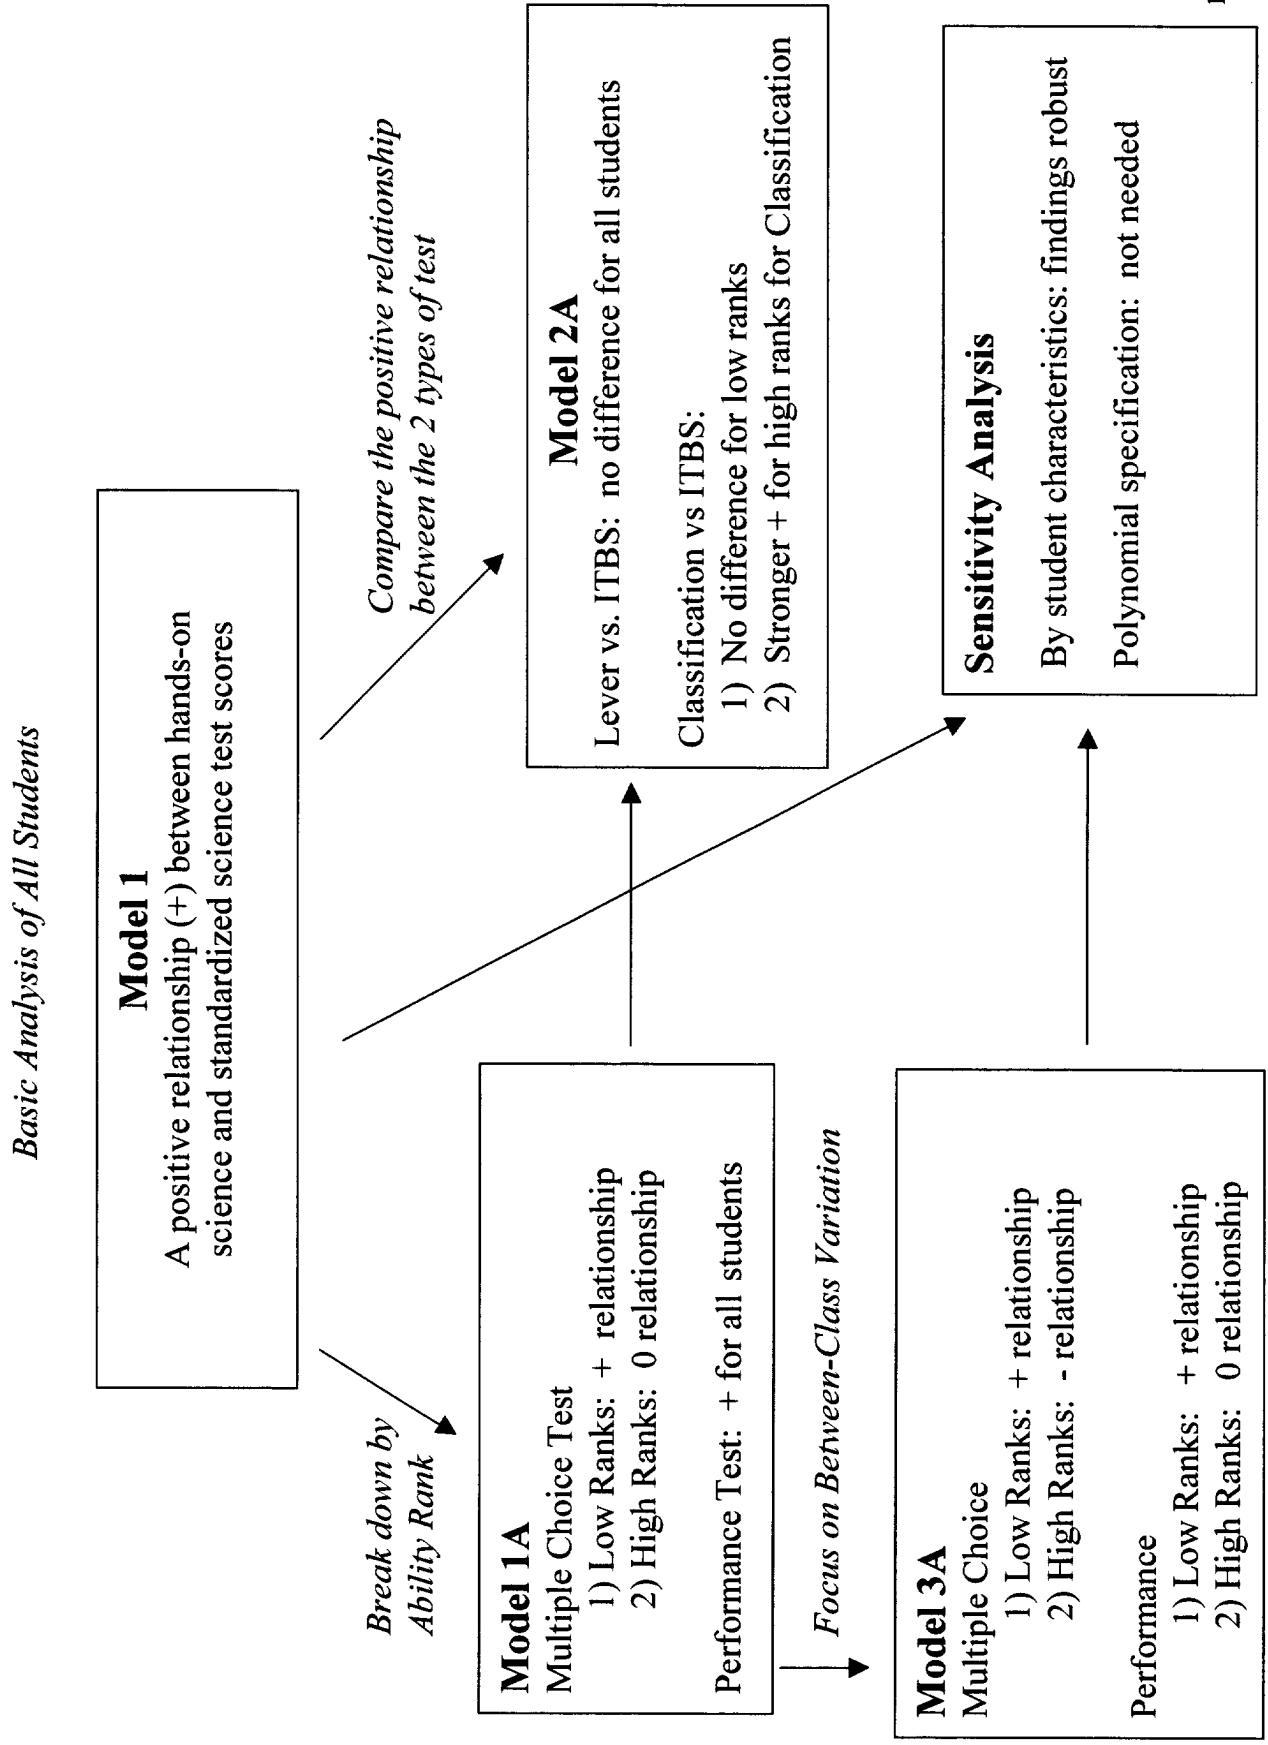 Basic Analysis of All Students
Model 1
A positive relationship (+) between hands-on
science and standardized science test scores
Break down by
Ability Rank
Compare the positive relationship
between the 2 types of test
Model 1A
Multiple Choice Test
1) Low Ranks: + relationship
2) High Ranks: 0 relationship
Performance Test: + for all students
Model 2A
Lever vs. ITBS: no difference for all students
Classification vs ITBS:
1) No difference for low ranks
2) Stronger + for high ranks for Classification
Focus on Between-Class Variation
Model 3A
Multiple Choice
1) Low Ranks: + relationship
2) High Ranks: - relationship
Performance
1) Low Ranks: + relationship
2) High Ranks: 0 relationship
Sensitivity Analysis
By student characteristics: findings robust
Polynomial specification: not needed